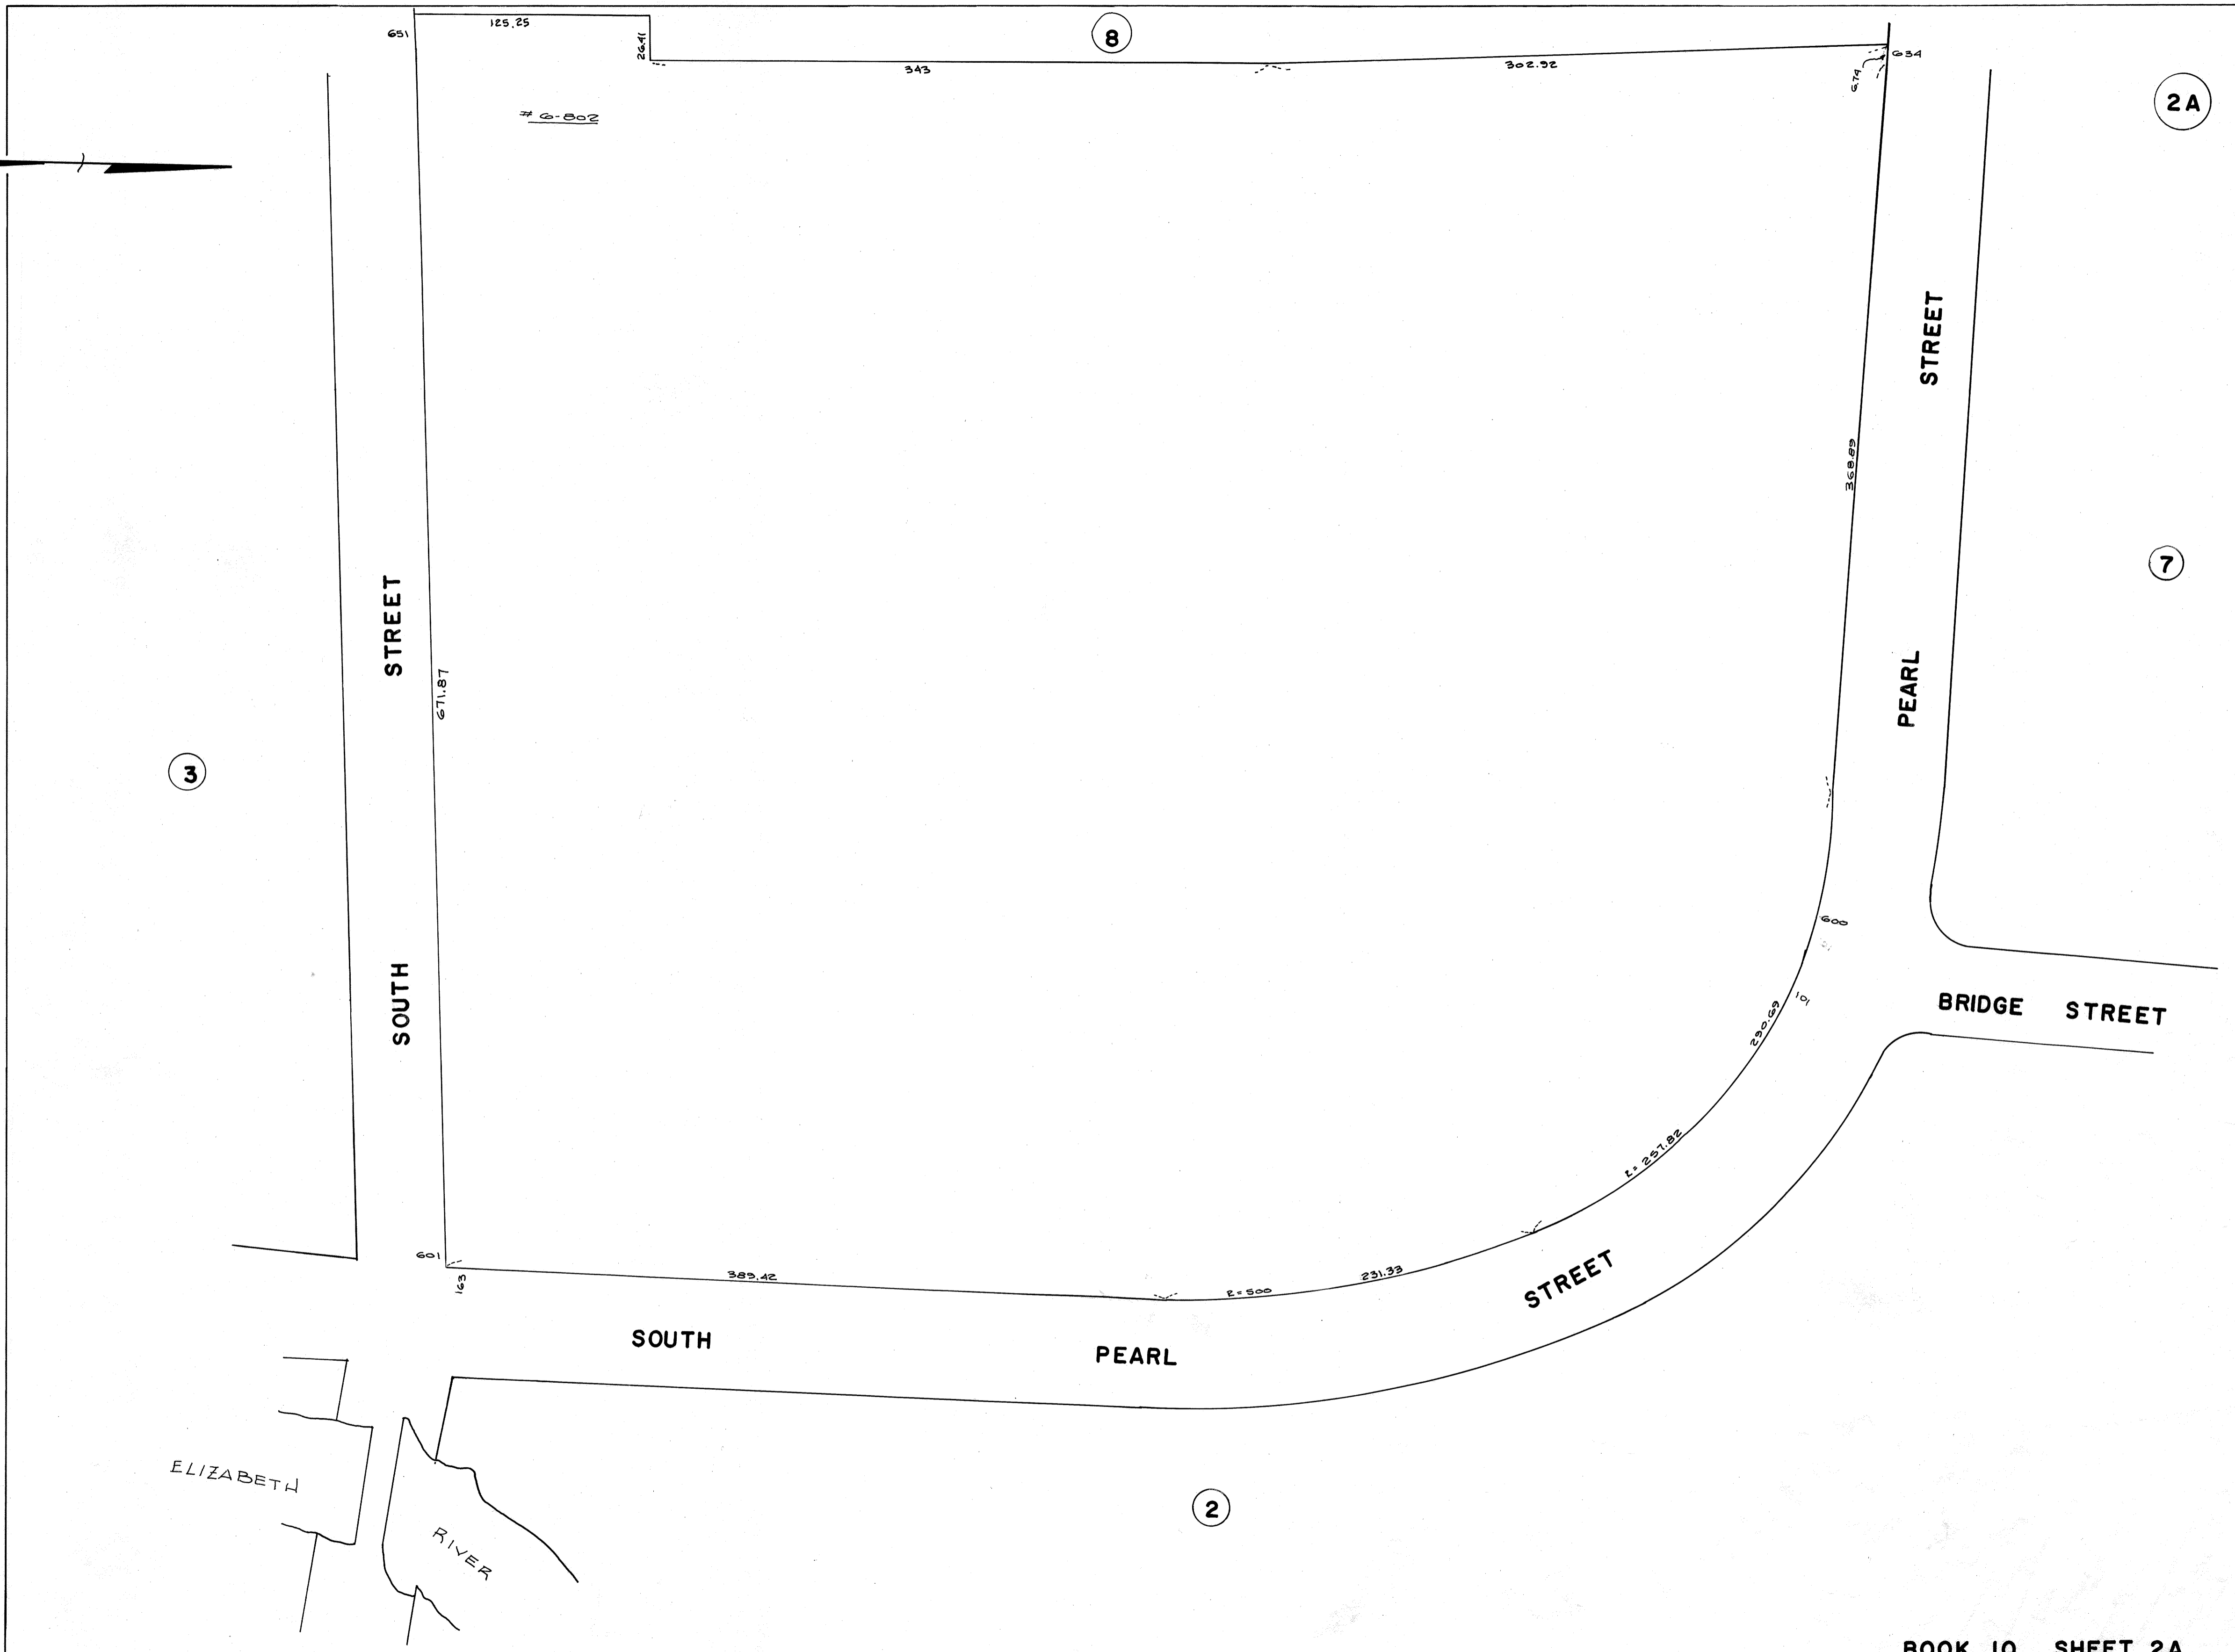 651
125.25
26.41
8
343
302.92
6.74
634
2A
# 6-802
STREET
368.89
7
STREET
671.87
PEARL
3
600
SOUTH
101
290.69
BRIDGE STREET
L= 257.82
601
163
389.42
R=500
231.33
STREET
SOUTH PEARL
ELIZABETH
RIVER
2
BOOK 10 SHEET 2A